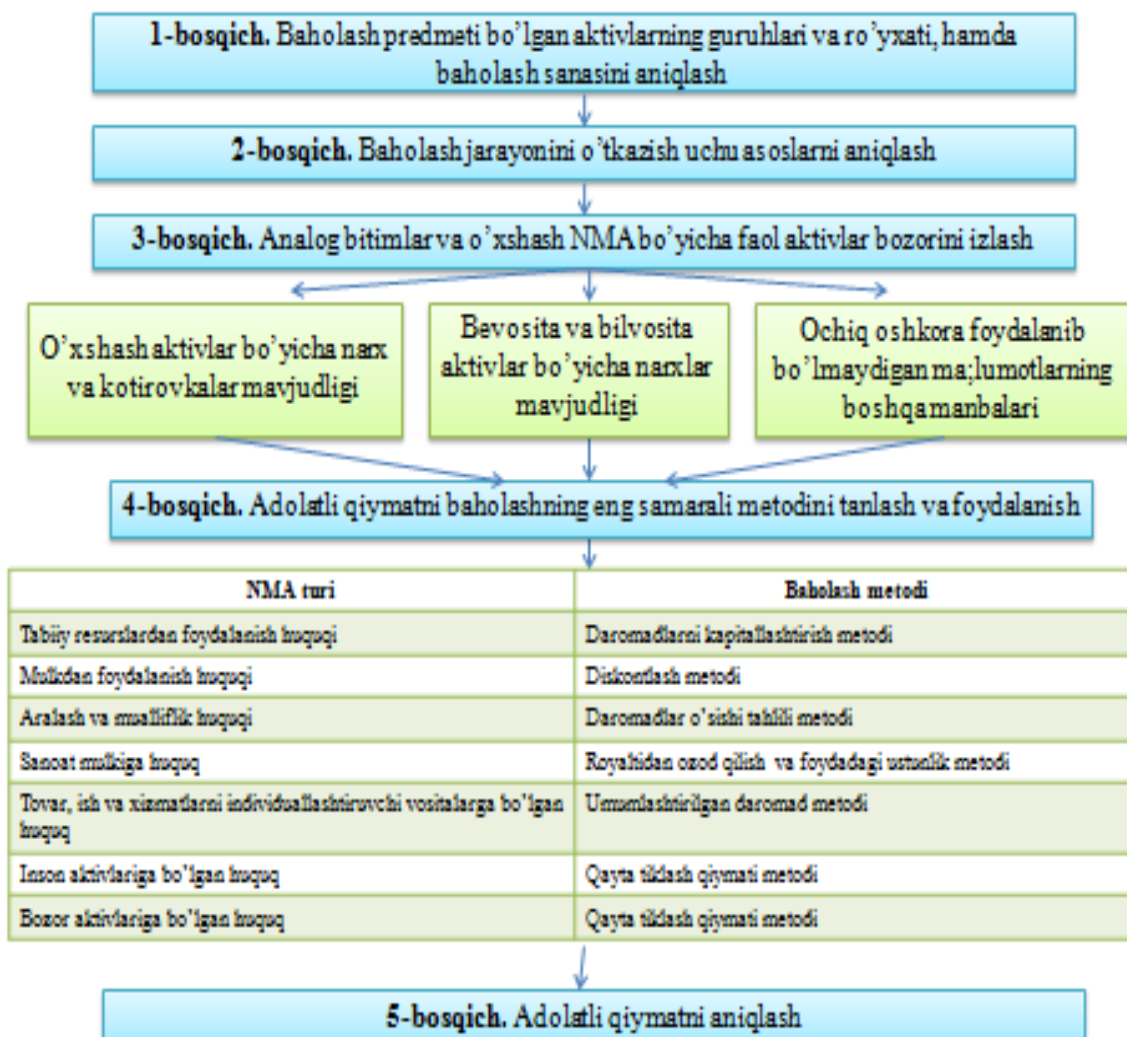 1-bosqich. Baholash predmeti bo’lgan aktivlarning guruhlari va ro’yxati, hamda
baholash sanasini aniqlash
2-bosqich. Baholash jarayonini o’tkazish uchu asoslarni aniqlash
3-bosqich. Analog bitimlar va o’xshash NMA bo’yicha faol aktivlar bozorini izlash
O’xshash aktivlar bo’yicha narx
va kotirovkalar mavjudligi
Bevosita va bilvosita
aktivlar bo’yicha narxlar
mavjudligi
Ochiq oshkora foydalanib
bo’lmaydigan ma;lumotlarning
boshqa manbalari
4-bosqich. Adolatli qiymatni baholashning eng samarali metodini tanlash va foydalanish
NMA turi
Baholash metodi
Tabiiy resurslardan foydalanish huquqi
Daromadlarni kapitallashtirish metodi
Mulkdan foydalanish huquqi
Diskontlash metodi
Aralash va mualliflik huquqi
Daromadlar o’sishi tahlili metodi
Sanoat mulkiga huquq
Royaltidan ozod qilish va foydadagi ustunlik metodi
Tovar, ish va xizmatlarni individuallashtiruvchi vositalarga bo’lgan
huquq
Umumlashtirilgan daromad metodi
Inson aktivlariga bo’lgan huquq
Qayta tiklash qiymati metodi
Bozor aktivlariga bo’lgan huquq
Qayta tiklash qiymati metodi
5-bosqich. Adolatli qiymatni aniqlash